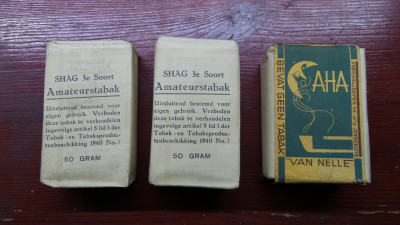 SHAG 3e Soort
Amateurstabak
Uitsluitend bestemd voor
eigen gebruik. Verboden
deze tabak te verhandelen
ingevolge artikel 5 lid 1 der
Tabak- en Tabaksproduc-
tenbeschikking 1940 No. 1
50 GRAM
SHAG 3e Soort
Amateurstabak
Uitsluitend bestemd voor
eigen gebruik. Verboden
deze tabak te verhandelen
ingevolge artikel 5 lid 1 der
Tabak- en Tabaksproduc-
tenbeschikking 1940 No. 1
50 GRAM
BEVAT GEEN TABAK
CAHA
"VAN NELLE"